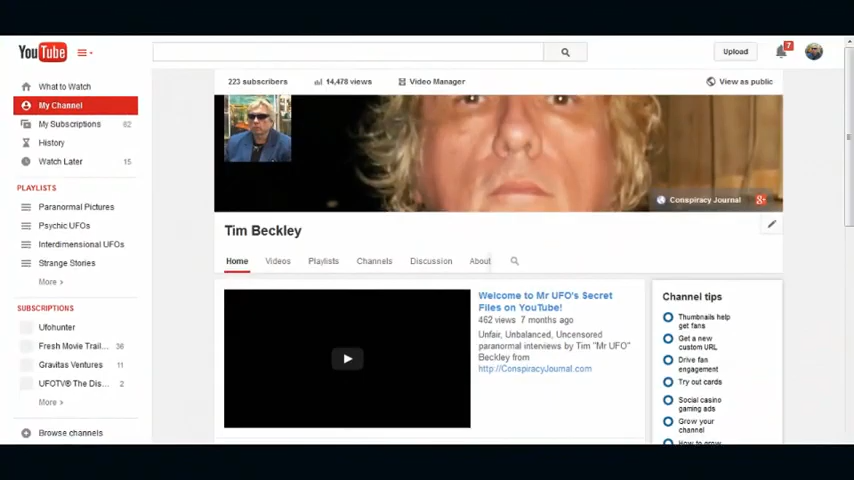 YouTube
Upload
7
223 subscribers
14,478 views
Video Manager
View as public
What to Watch
My Channel
My Subscriptions 62
History
Watch Later 15
PLAYLISTS
Paranormal Pictures
Psychic UFOs
Interdimensional UFOs
Strange Stories
More >
SUBSCRIPTIONS
Ufohunter
Fresh Movie Trail... 36
Gravitas Ventures 11
UFOTV® The Dis... 2
More >
Browse channels
Conspiracy Journal
Tim Beckley
Home Videos Playlists Channels Discussion About
Welcome to Mr UFO's Secret
Files on YouTube!
462 views 7 months ago
Unfair, Unbalanced, Uncensored
paranormal interviews by Tim "Mr UFO"
Beckley from
http://ConspiracyJournal.com
Channel tips
Thumbnails help
get fans
Get a new
custom URL
Drive fan
engagement
Try out cards
Social casino
gaming ads
Grow your
channel
How to grow